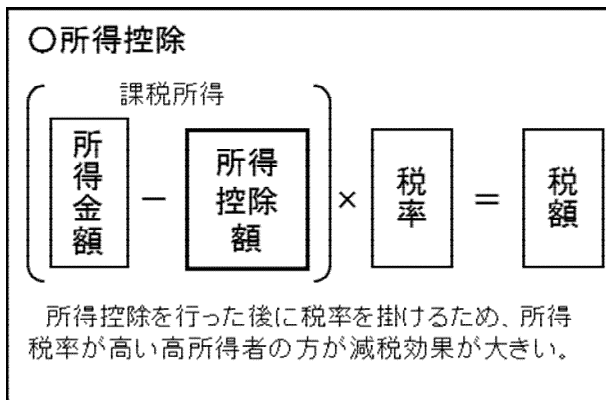 〇所得控除
課税所得
所得金額 － 所得控除額 × 税率 ＝ 税額
所得控除を行った後に税率を掛けるため、所得
税率が高い高所得者の方が減税効果が大きい。